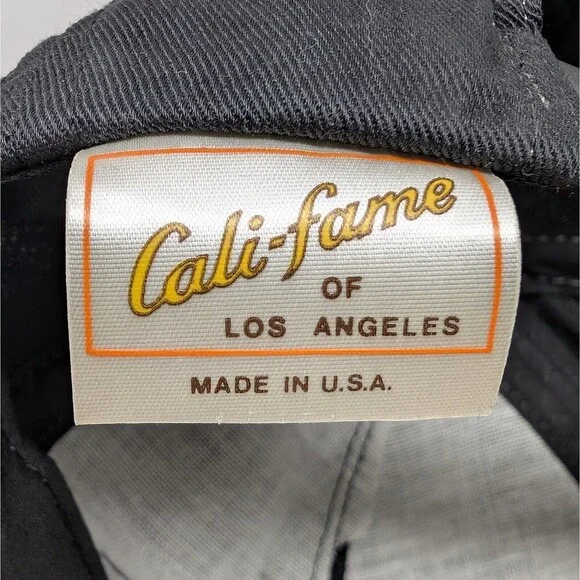 Cali-fame
OF
LOS ANGELES
MADE IN U.S.A.